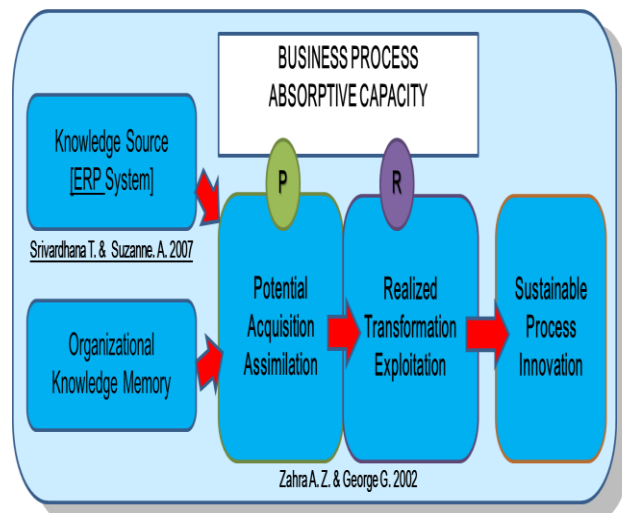 BUSINESS PROCESS
ABSORPTIVE CAPACITY
Knowledge Source
[ERP System]
Srivardhana T. & Suzanne. A. 2007
Organizational
Knowledge Memory
P
R
Potential
Acquisition
Assimilation
Realized
Transformation
Exploitation
Sustainable
Process
Innovation
Zahra A. Z. & George G. 2002